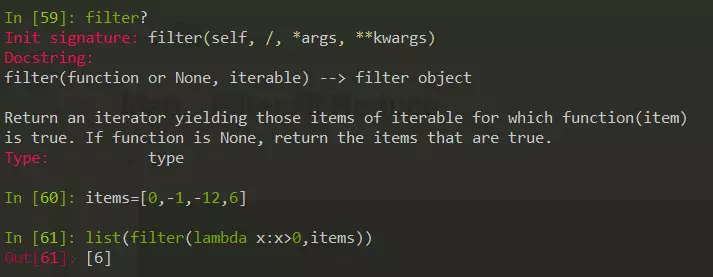 In [59]: filter?
Init signature: filter(self, /, *args, **kwargs)
Docstring:
filter(function or None, iterable) --> filter object
Return an iterator yielding those items of iterable for which function(item)
is true. If function is None, return the items that are true.
Type: type
In [60]: items=[0,-1,-12,6]
In [61]: list(filter(lambda x:x>0,items))
Out[61]: [6]